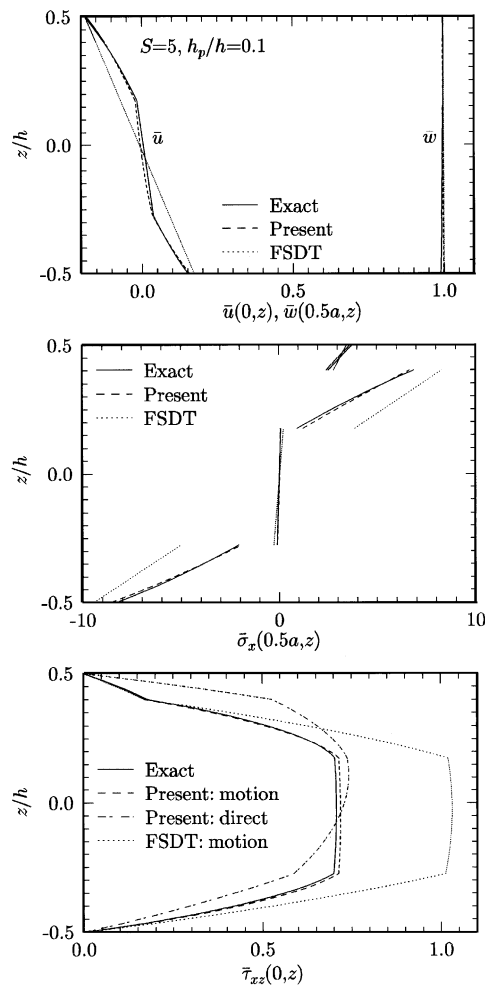 0.5
S=5, h_p/h=0.1
z/h
0.0
ū
w̄
Exact
Present
FSDT
-0.5
0.0 0.5 1.0
ū(0,z), w̄(0.5a,z)
0.5
Exact
Present
FSDT
z/h
0.0
-0.5
-10 0 10
σ̄_x(0.5a,z)
0.5
z/h
0.0
Exact
Present: motion
Present: direct
FSDT: motion
-0.5
0.0 0.5 1.0
τ̄_xz(0,z)